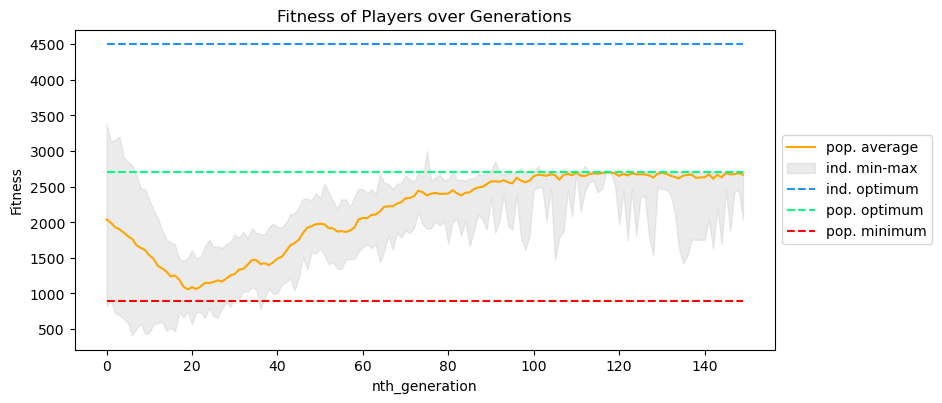 Fitness of Players over Generations
4500
4000
3500
3000
2500
2000
1500
1000
500
Fitness
0
20
40
60
80
100
120
140
nth_generation
pop. average
ind. min-max
ind. optimum
pop. optimum
pop. minimum